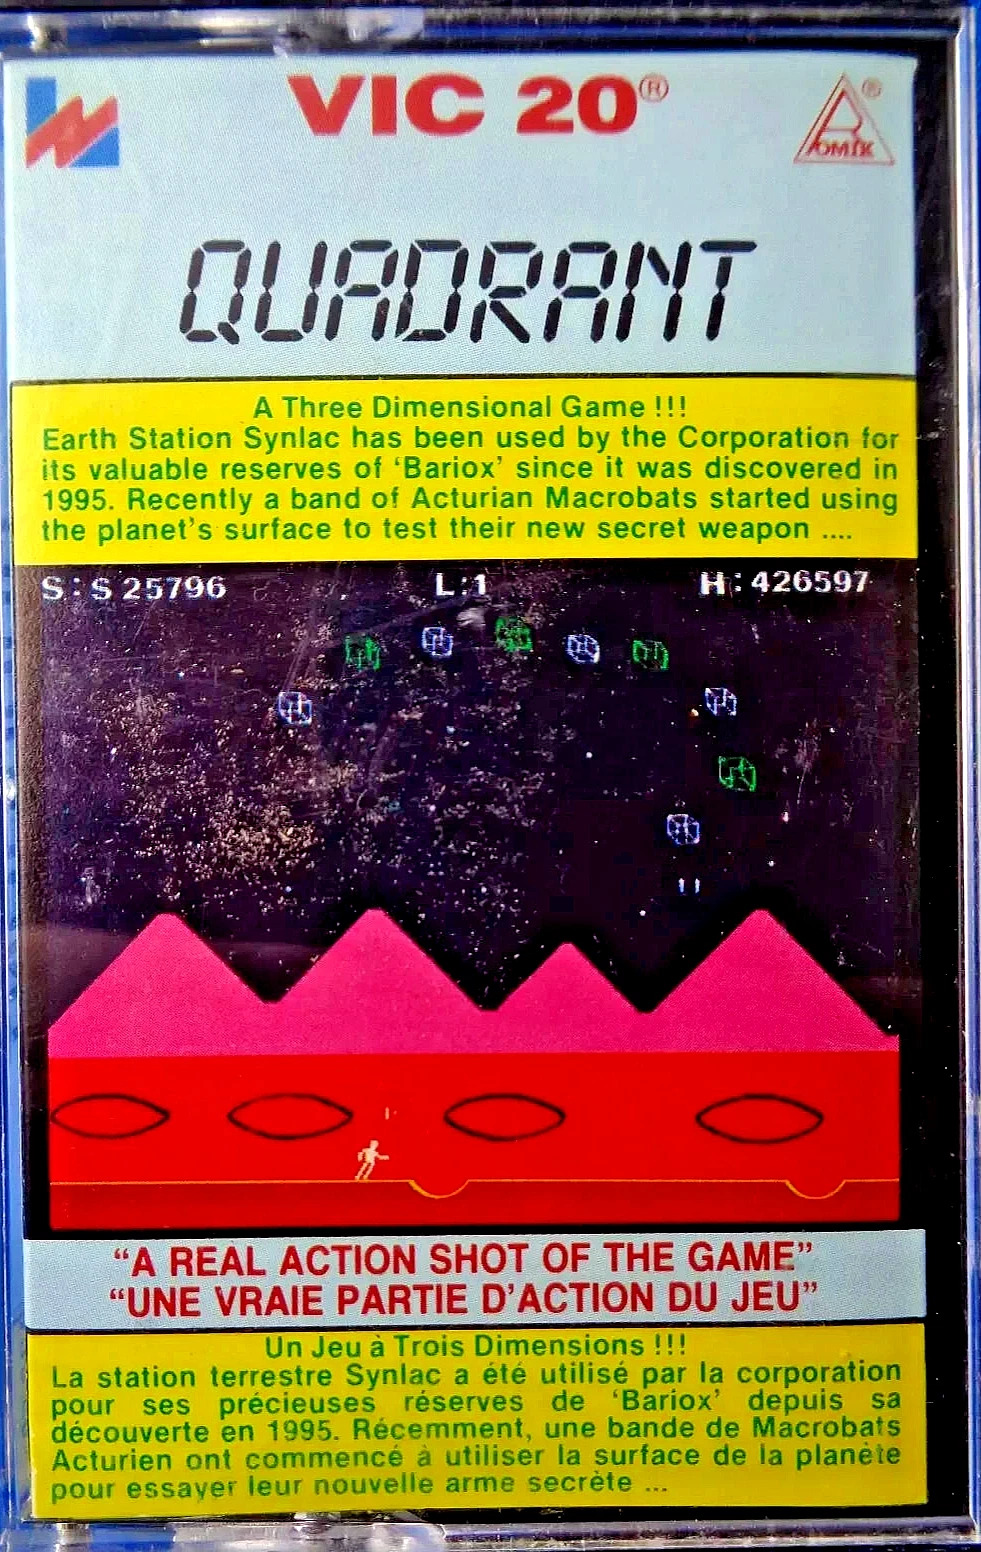 VIC 20®
ROMIK ®
QUADRANT
A Three Dimensional Game !!!
Earth Station Synlac has been used by the Corporation for
its valuable reserves of ‘Bariox’ since it was discovered in
1995. Recently a band of Acturian Macrobats started using
the planet’s surface to test their new secret weapon ....
S:S 25796 L:1 H:426597
“A REAL ACTION SHOT OF THE GAME”
“UNE VRAIE PARTIE D’ACTION DU JEU”
Un Jeu à Trois Dimensions !!!
La station terrestre Synlac a été utilisé par la corporation
pour ses précieuses réserves de ‘Bariox’ depuis sa
découverte en 1995. Récemment, une bande de Macrobats
Acturien ont commencé à utiliser la surface de la planète
pour essayer leur nouvelle arme secrète ...